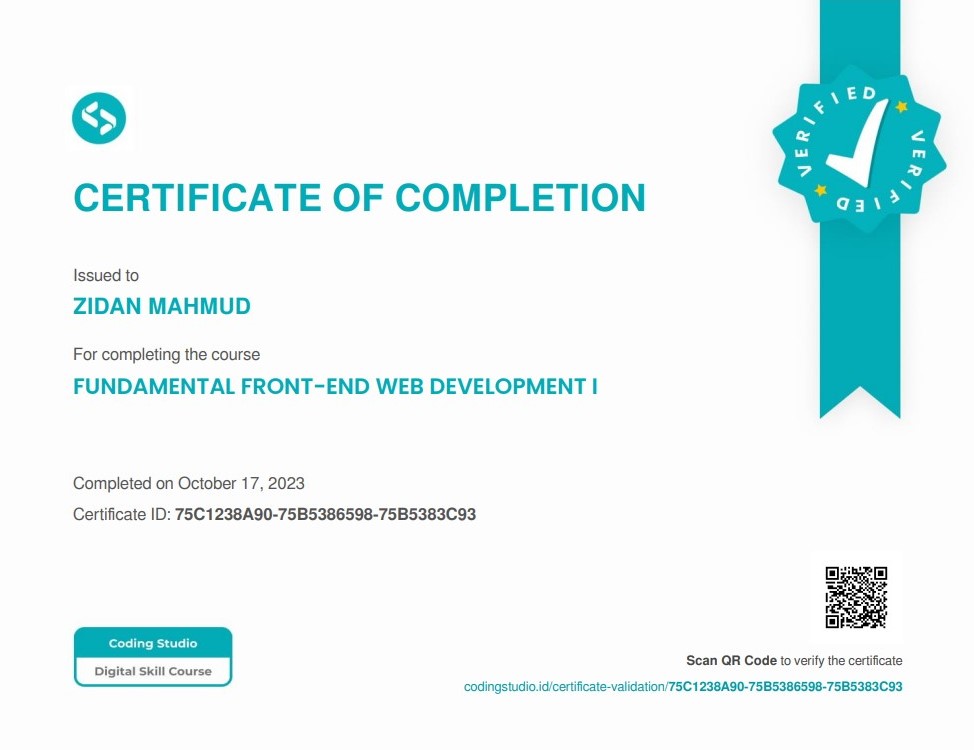 VERIFIED
VERIFIED
CERTIFICATE OF COMPLETION
Issued to
ZIDAN MAHMUD
For completing the course
FUNDAMENTAL FRONT-END WEB DEVELOPMENT I
Completed on October 17, 2023
Certificate ID: 75C1238A90-75B5386598-75B5383C93
Coding Studio
Digital Skill Course
Scan QR Code to verify the certificate
codingstudio.id/certificate-validation/75C1238A90-75B5386598-75B5383C93